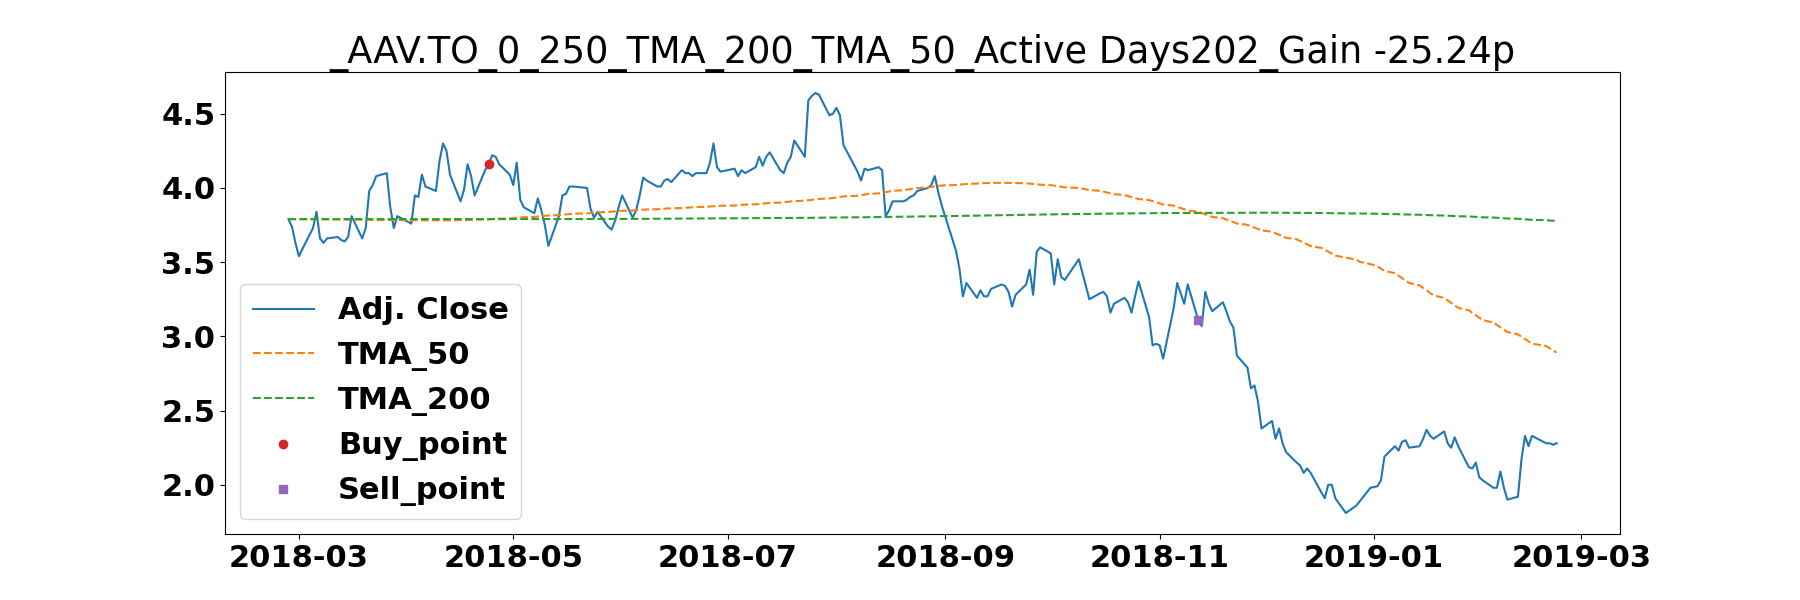 _AAV.TO_0_250_TMA_200_TMA_50_Active Days202_Gain -25.24p
4.5
4.0
3.5
3.0
2.5
2.0
Adj. Close
TMA_50
TMA_200
Buy_point
Sell_point
2018-03 2018-05 2018-07 2018-09 2018-11 2019-01 2019-03